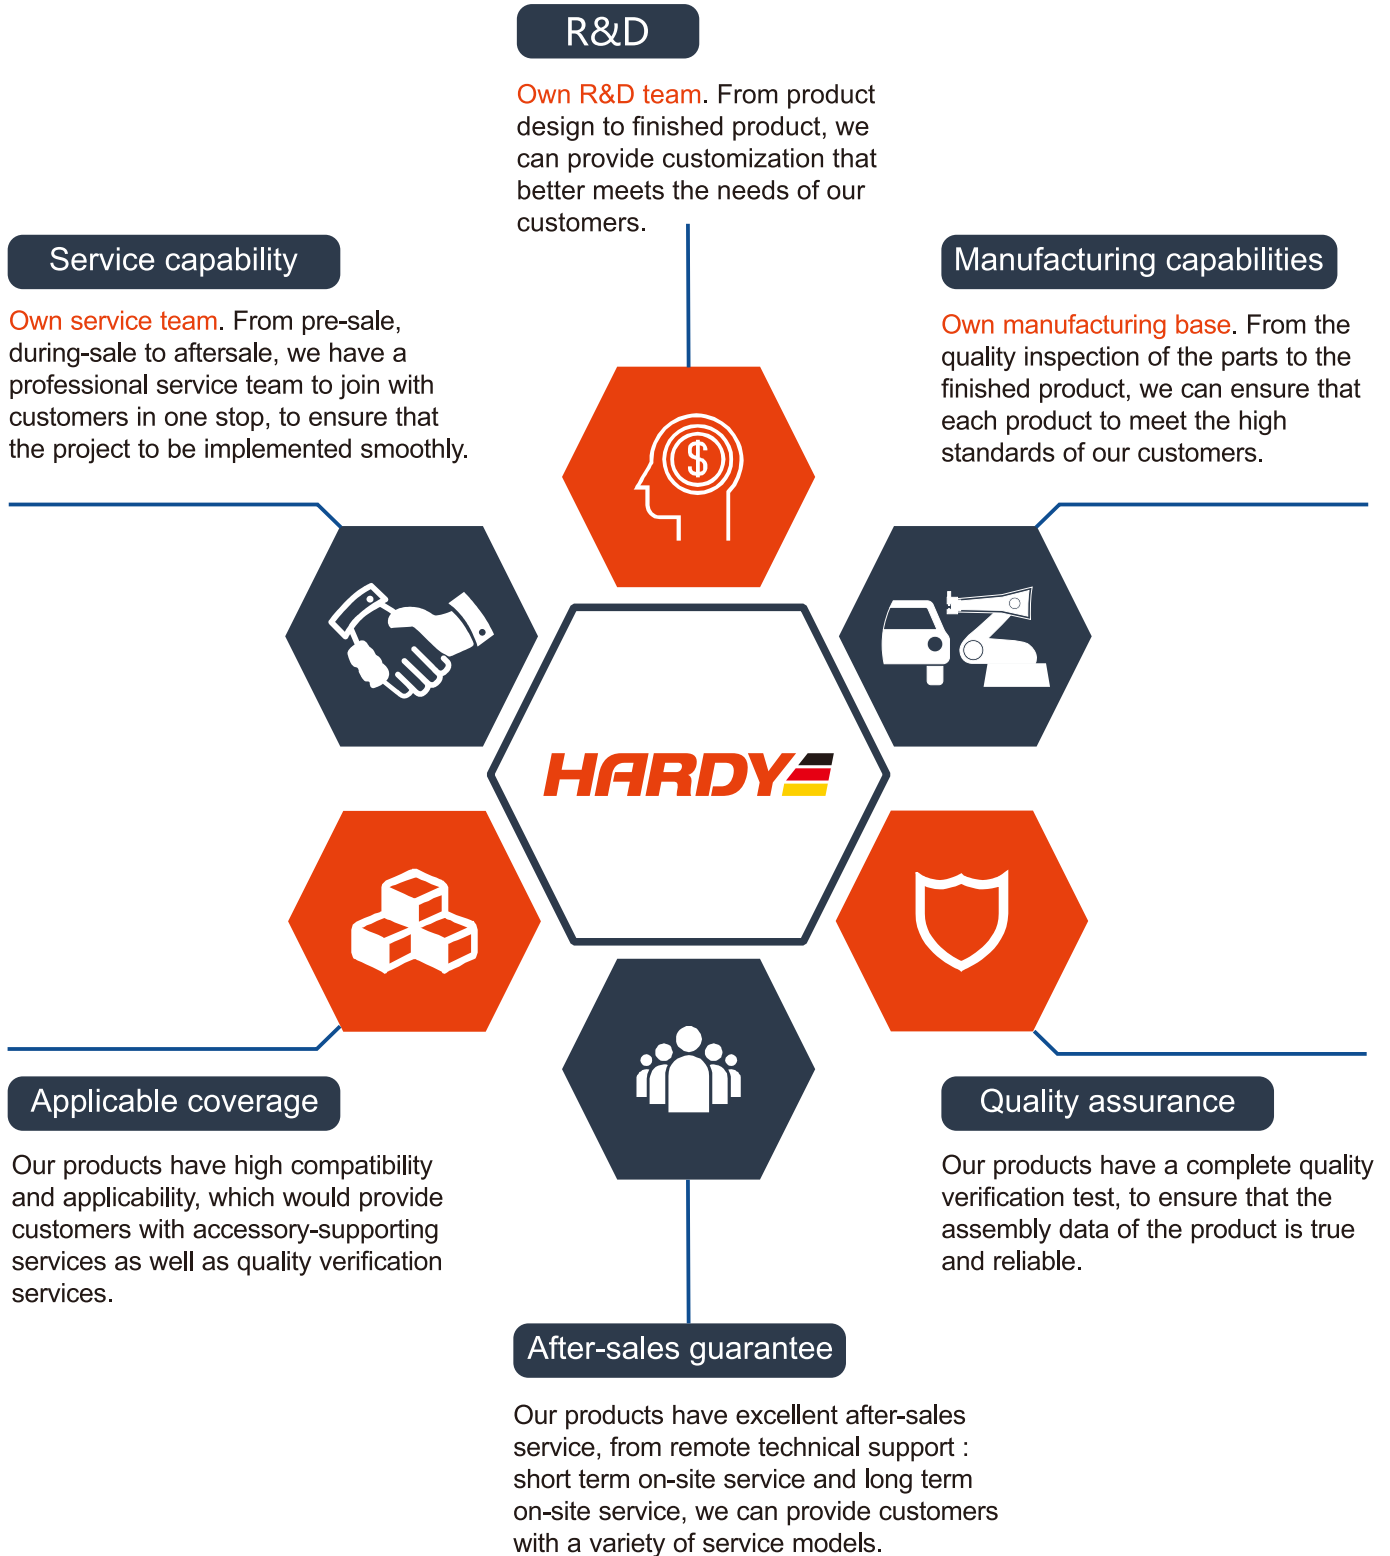 R&D
Own R&D team. From product
design to finished product, we
can provide customization that
better meets the needs of our
customers.
Service capability
Own service team. From pre-sale,
during-sale to aftersale, we have a
professional service team to join with
customers in one stop, to ensure that
the project to be implemented smoothly.
Manufacturing capabilities
Own manufacturing base. From the
quality inspection of the parts to the
finished product, we can ensure that
each product to meet the high
standards of our customers.
$
HARDY
Applicable coverage
Our products have high compatibility
and applicability, which would provide
customers with accessory-supporting
services as well as quality verification
services.
Quality assurance
Our products have a complete quality
verification test, to ensure that the
assembly data of the product is true
and reliable.
After-sales guarantee
Our products have excellent after-sales
service, from remote technical support :
short term on-site service and long term
on-site service, we can provide customers
with a variety of service models.